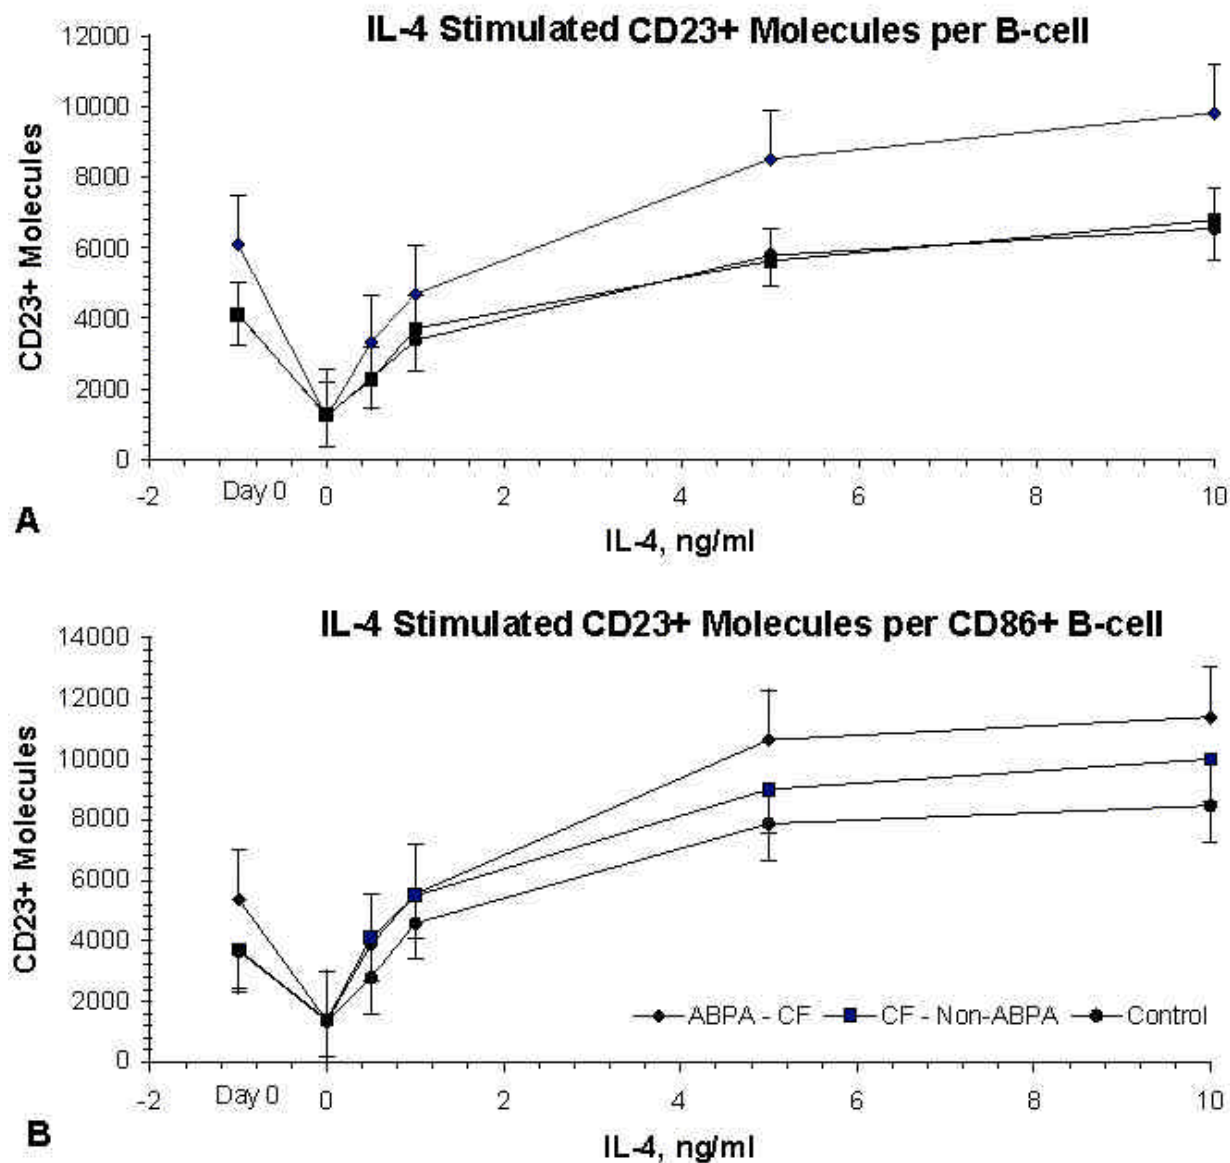 IL-4 Stimulated CD23+ Molecules per B-cell
12000
10000
8000
6000
4000
2000
0
CD23+ Molecules
-2 Day 0 0 2 4 6 8 10
A
IL-4, ng/ml
IL-4 Stimulated CD23+ Molecules per CD86+ B-cell
14000
12000
10000
8000
6000
4000
2000
0
CD23+ Molecules
ABPA - CF CF - Non-ABPA Control
-2 Day 0 0 2 4 6 8 10
B
IL-4, ng/ml